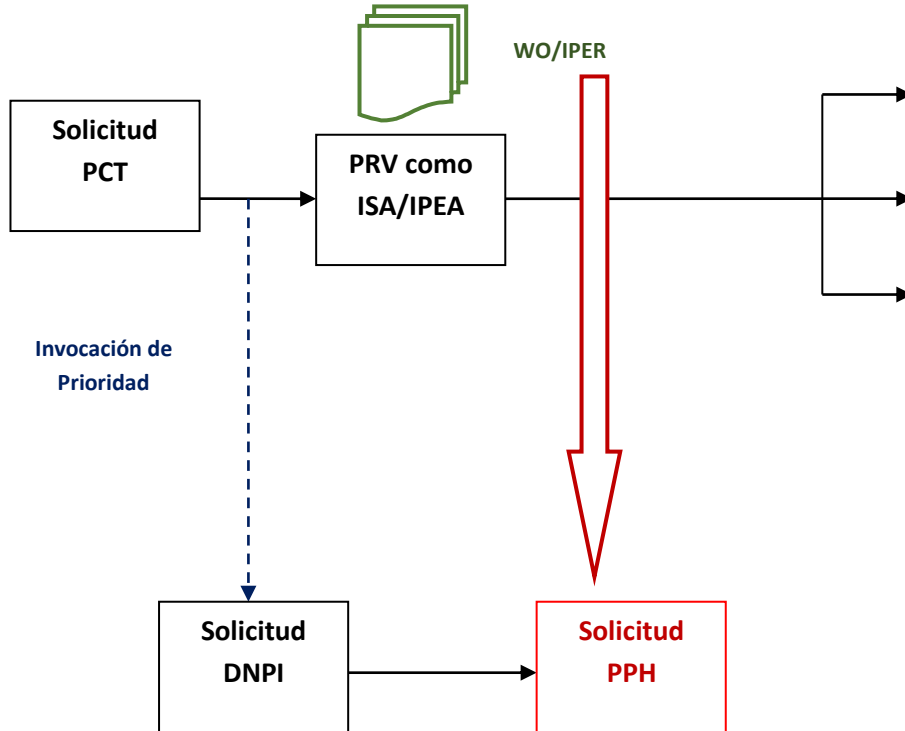 WO/IPER
Solicitud
PCT
PRV como
ISA/IPEA
Invocación de
Prioridad
Solicitud
DNPI
Solicitud
PPH